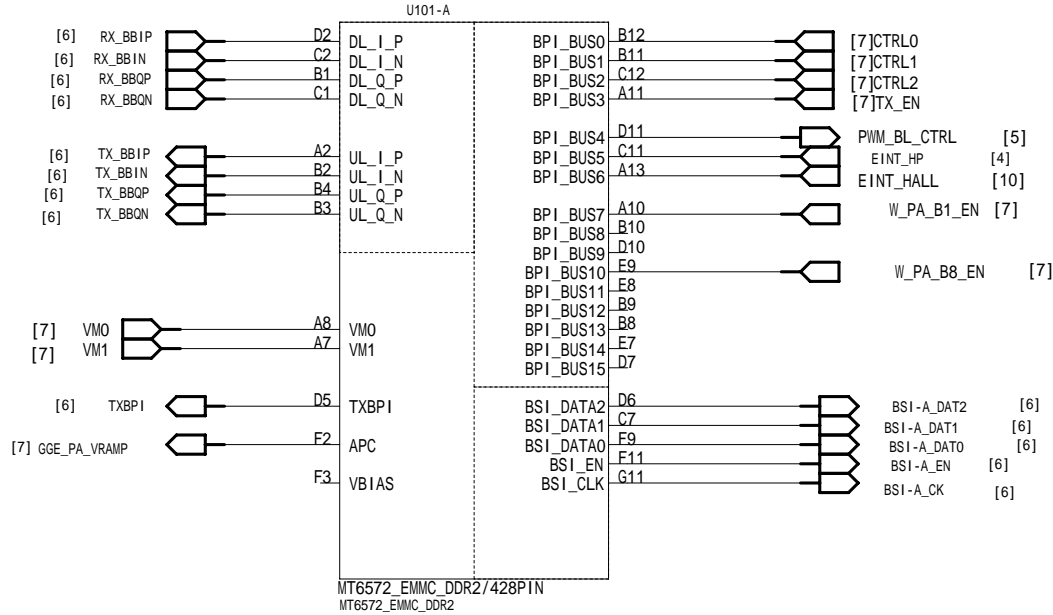 U101-A
[6] RX_BBIP D2 DL_I_P BPI_BUS0 B12 [7]CTRL0
[6] RX_BBIN C2 DL_I_N BPI_BUS1 B11 [7]CTRL1
[6] RX_BBQP B1 DL_Q_P BPI_BUS2 C12 [7]CTRL2
[6] RX_BBQN C1 DL_Q_N BPI_BUS3 A11 [7]TX_EN
BPI_BUS4 D11 PWM_BL_CTRL [5]
[6] TX_BBIP A2 UL_I_P BPI_BUS5 C11 EINT_HP [4]
[6] TX_BBIN B2 UL_I_N BPI_BUS6 A13 EINT_HALL [10]
[6] TX_BBQP B4 UL_Q_P
[6] TX_BBQN B3 UL_Q_N BPI_BUS7 A10 W_PA_B1_EN [7]
BPI_BUS8 B10
BPI_BUS9 D10
BPI_BUS10 E9 W_PA_B8_EN [7]
BPI_BUS11 E8
BPI_BUS12 B9
[7] VM0 A8 VM0 BPI_BUS13 B8
[7] VM1 A7 VM1 BPI_BUS14 E7
BPI_BUS15 D7
[6] TXBPI D5 TXBPI BSI_DATA2 D6 BSI-A_DAT2 [6]
BSI_DATA1 C7 BSI-A_DAT1 [6]
[7] GGE_PA_VRAMP F2 APC BSI_DATA0 F9 BSI-A_DAT0 [6]
BSI_EN F11 BSI-A_EN [6]
F3 VBIAS BSI_CLK G11 BSI-A_CK [6]
MT6572_EMMC_DDR2/428PIN
MT6572_EMMC_DDR2